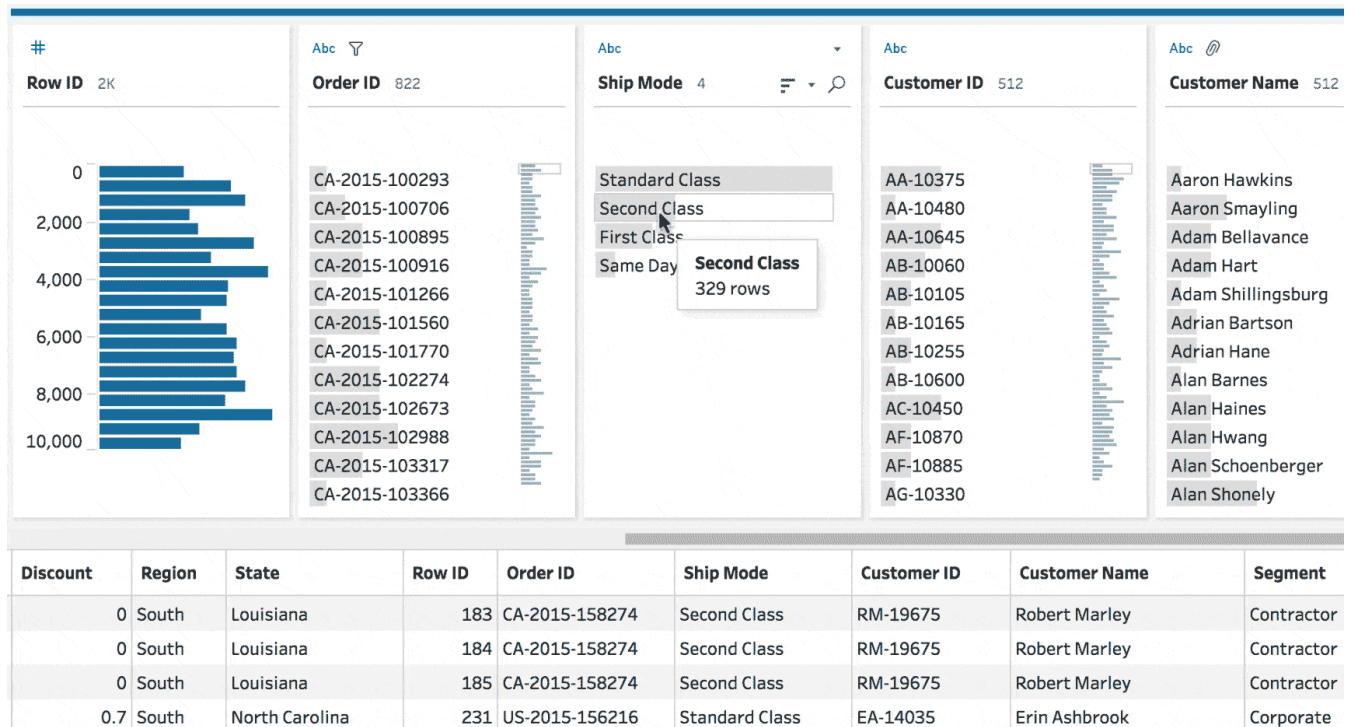 #
Row ID 2K
0
2,000
4,000
6,000
8,000
10,000
Abc
Order ID 822
CA-2015-100293
CA-2015-100706
CA-2015-100895
CA-2015-100916
CA-2015-101266
CA-2015-101560
CA-2015-101770
CA-2015-102274
CA-2015-102673
CA-2015-102988
CA-2015-103317
CA-2015-103366
Abc
Ship Mode 4
Standard Class
Second Class
First Class
Same Day
Second Class
329 rows
Abc
Customer ID 512
AA-10375
AA-10480
AA-10645
AB-10060
AB-10105
AB-10165
AB-10255
AB-10600
AC-10450
AF-10870
AF-10885
AG-10330
Abc
Customer Name 512
Aaron Hawkins
Aaron Smayling
Adam Bellavance
Adam Hart
Adam Shillingsburg
Adrian Bartson
Adrian Hane
Alan Barnes
Alan Haines
Alan Hwang
Alan Schoenberger
Alan Shonely
Discount Region State Row ID Order ID Ship Mode Customer ID Customer Name Segment
0 South Louisiana 183 CA-2015-158274 Second Class RM-19675 Robert Marley Contractor
0 South Louisiana 184 CA-2015-158274 Second Class RM-19675 Robert Marley Contractor
0 South Louisiana 185 CA-2015-158274 Second Class RM-19675 Robert Marley Contractor
0.7 South North Carolina 231 US-2015-156216 Standard Class EA-14035 Erin Ashbrook Corporate